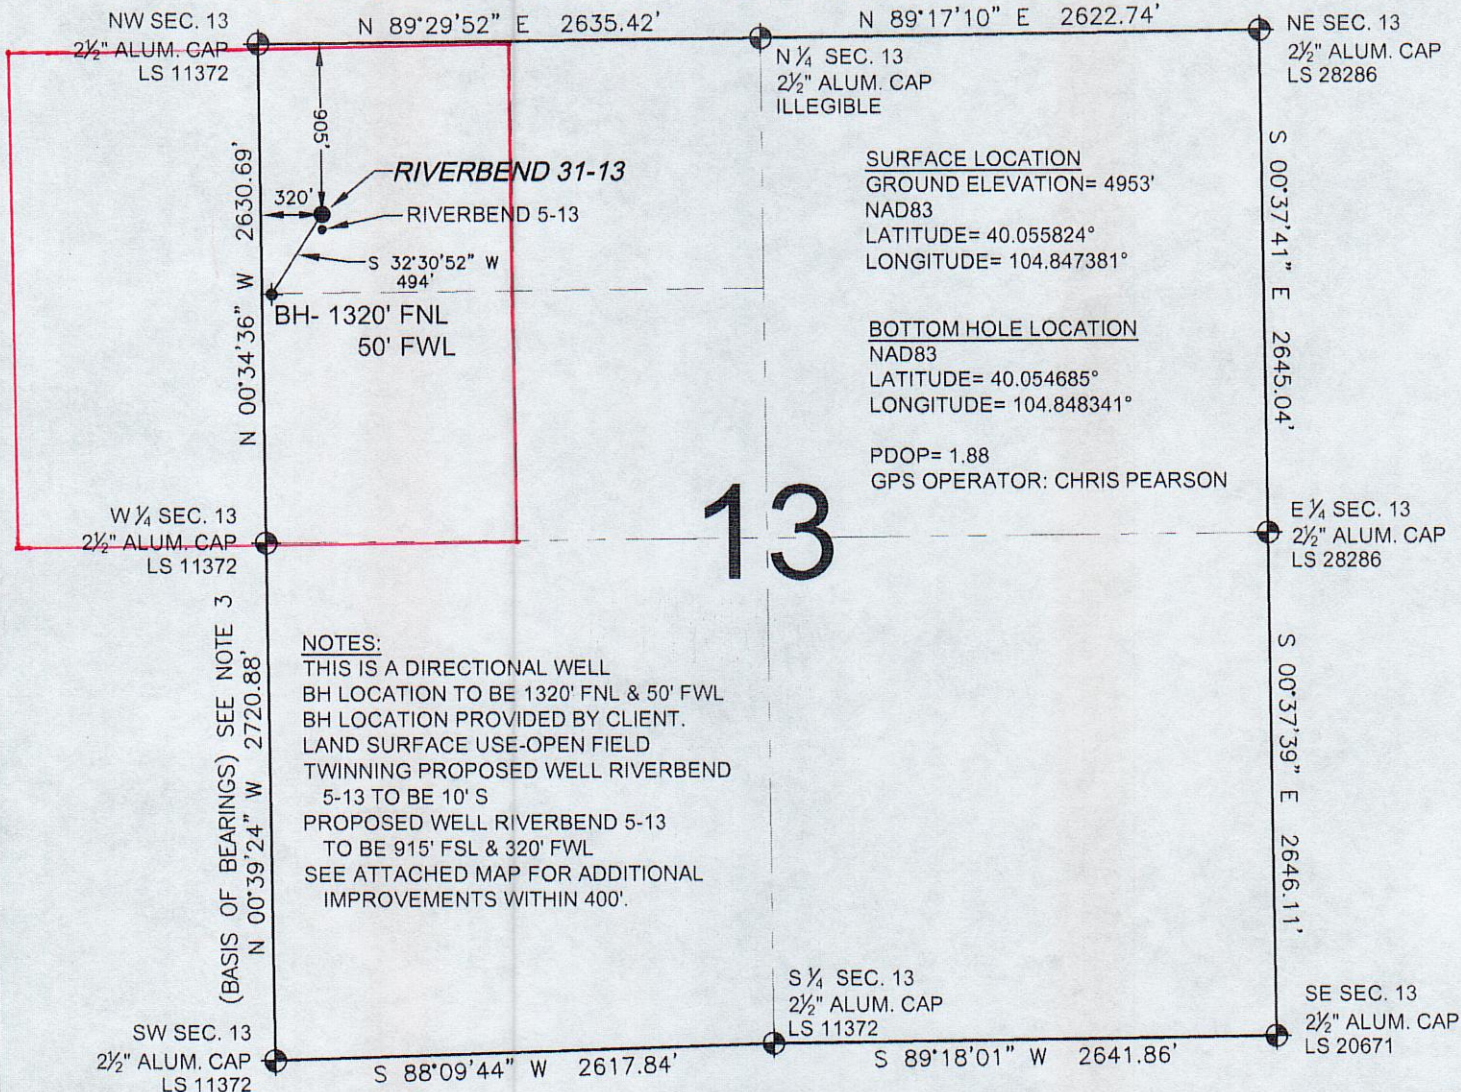 NW SEC. 13
2½" ALUM. CAP
LS 11372
N 89°29'52" E 2635.42'
N 89°17'10" E 2622.74'
NE SEC. 13
2½" ALUM. CAP
LS 28286
N ¼ SEC. 13
2½" ALUM. CAP
ILLEGIBLE
905'
RIVERBEND 31-13
320'
RIVERBEND 5-13
S 32°30'52" W
494'
BH- 1320' FNL
50' FWL
N 00°34'36" W 2630.69'
SURFACE LOCATION
GROUND ELEVATION= 4953'
NAD83
LATITUDE= 40.055824°
LONGITUDE= 104.847381°
BOTTOM HOLE LOCATION
NAD83
LATITUDE= 40.054685°
LONGITUDE= 104.848341°
PDOP= 1.88
GPS OPERATOR: CHRIS PEARSON
S 00°37'41" E 2645.04'
W ¼ SEC. 13
2½" ALUM. CAP
LS 11372
13
E ¼ SEC. 13
2½" ALUM. CAP
LS 28286
(BASIS OF BEARINGS) SEE NOTE 3
N 00°39'24" W 2720.88'
NOTES:
THIS IS A DIRECTIONAL WELL
BH LOCATION TO BE 1320' FNL & 50' FWL
BH LOCATION PROVIDED BY CLIENT.
LAND SURFACE USE-OPEN FIELD
TWINNING PROPOSED WELL RIVERBEND
5-13 TO BE 10' S
PROPOSED WELL RIVERBEND 5-13
TO BE 915' FSL & 320' FWL
SEE ATTACHED MAP FOR ADDITIONAL
IMPROVEMENTS WITHIN 400'.
S 00°37'39" E 2646.11'
SW SEC. 13
2½" ALUM. CAP
LS 11372
S 88°09'44" W 2617.84'
S ¼ SEC. 13
2½" ALUM. CAP
LS 11372
S 89°18'01" W 2641.86'
SE SEC. 13
2½" ALUM. CAP
LS 20671